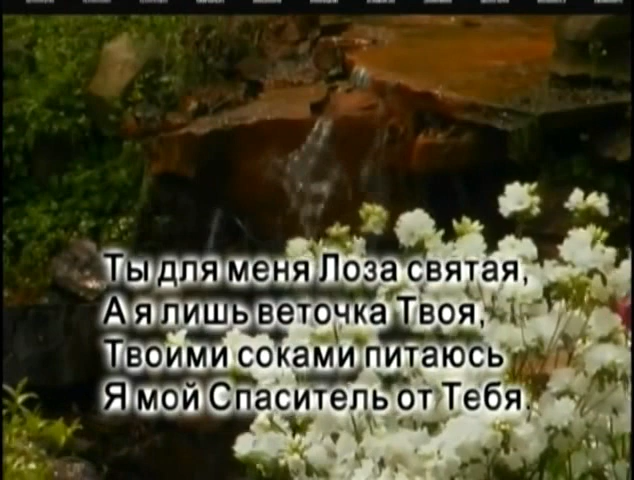 Ты для меня Лоза святая,
А я лишь веточка Твоя,
Твоими соками питаюсь
Я мой Спаситель от Тебя.